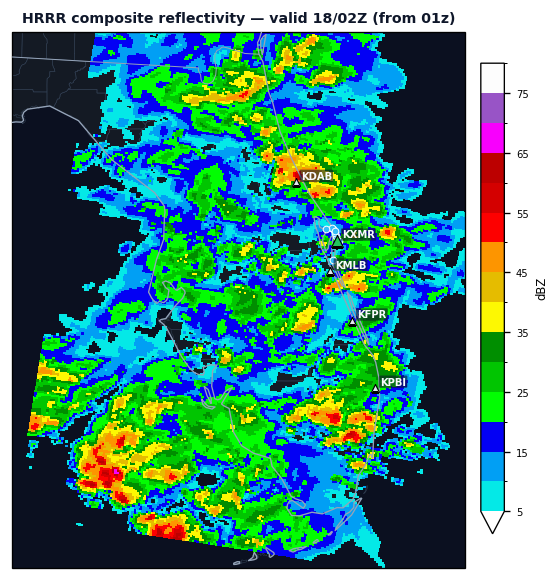 HRRR composite reflectivity — valid 18/02Z (from 01z)
KDAB
KXMR
KMLB
KFPR
KPBI
75
65
55
45
35
25
15
5
dBZ